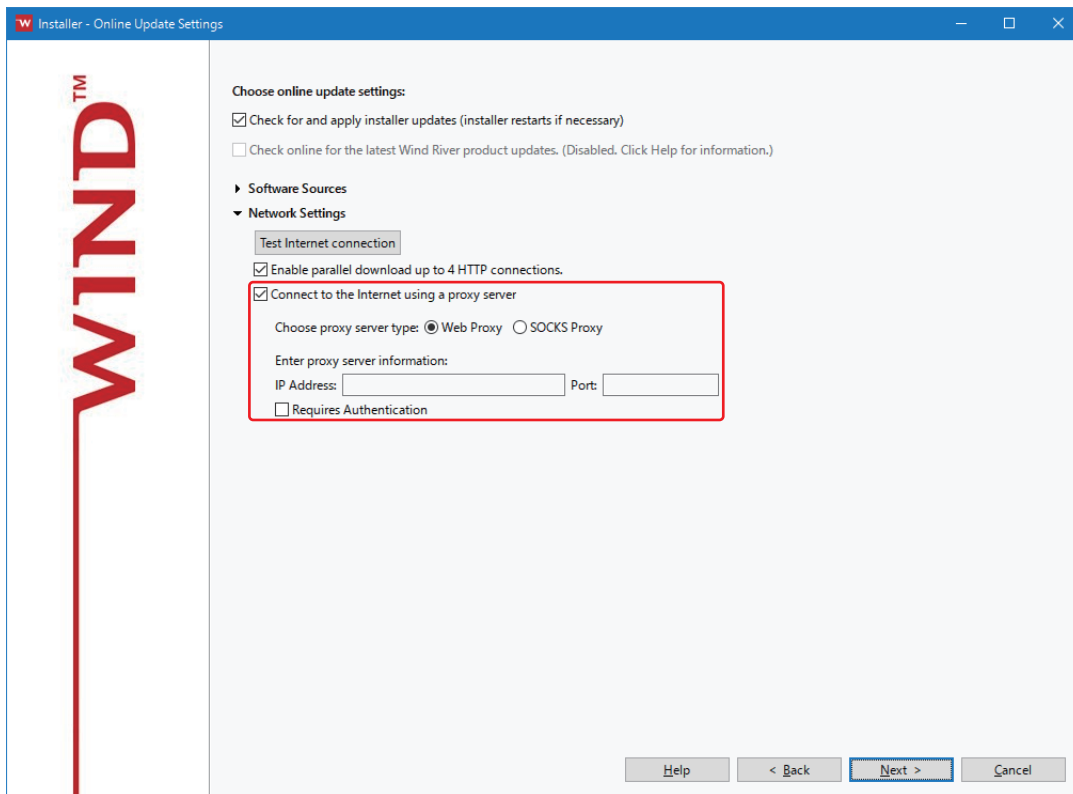 W Installer - Online Update Settings
WIND™
Choose online update settings:
Check for and apply installer updates (installer restarts if necessary)
Check online for the latest Wind River product updates. (Disabled. Click Help for information.)
Software Sources
Network Settings
Test Internet connection
Enable parallel download up to 4 HTTP connections.
Connect to the Internet using a proxy server
Choose proxy server type: Web Proxy SOCKS Proxy
Enter proxy server information:
IP Address: Port:
Requires Authentication
Help < Back Next > Cancel